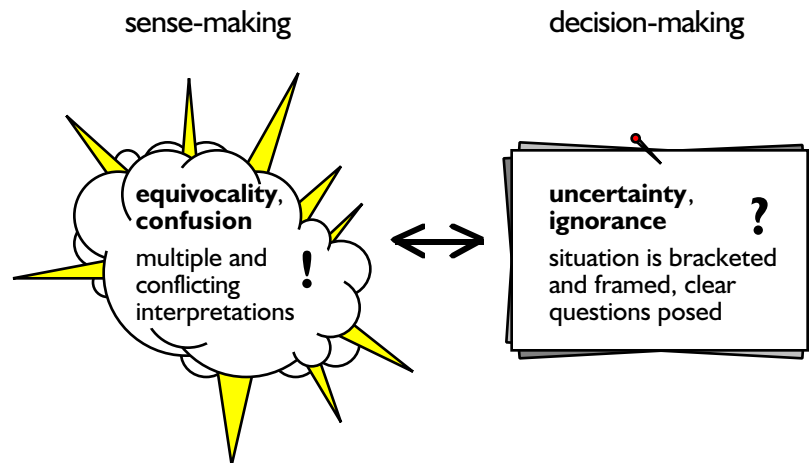 sense-making
equivocality,
confusion
multiple and
conflicting
interpretations
!
decision-making
uncertainty,
ignorance
?
situation is bracketed
and framed, clear
questions posed